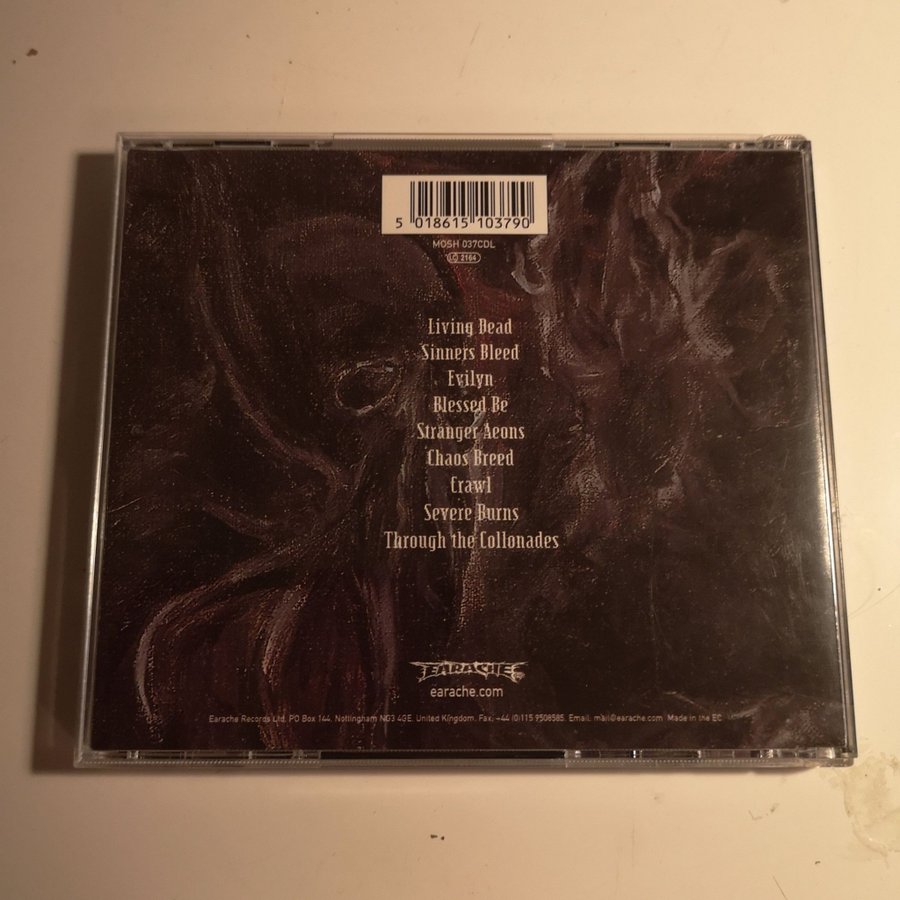 5 018615 103790
MOSH 037CDL
LC 2164
Living Dead
Sinners Bleed
Evilyn
Blessed Be
Stranger Aeons
Chaos Breed
Crawl
Severe Burns
Through the Collonades
EARACHE
earache.com
Earache Records Ltd. PO Box 144. Nottingham NG3 4GE. United Kingdom. Fax. +44 (0)115 9508585. Email: mail@earache.com Made in the EC